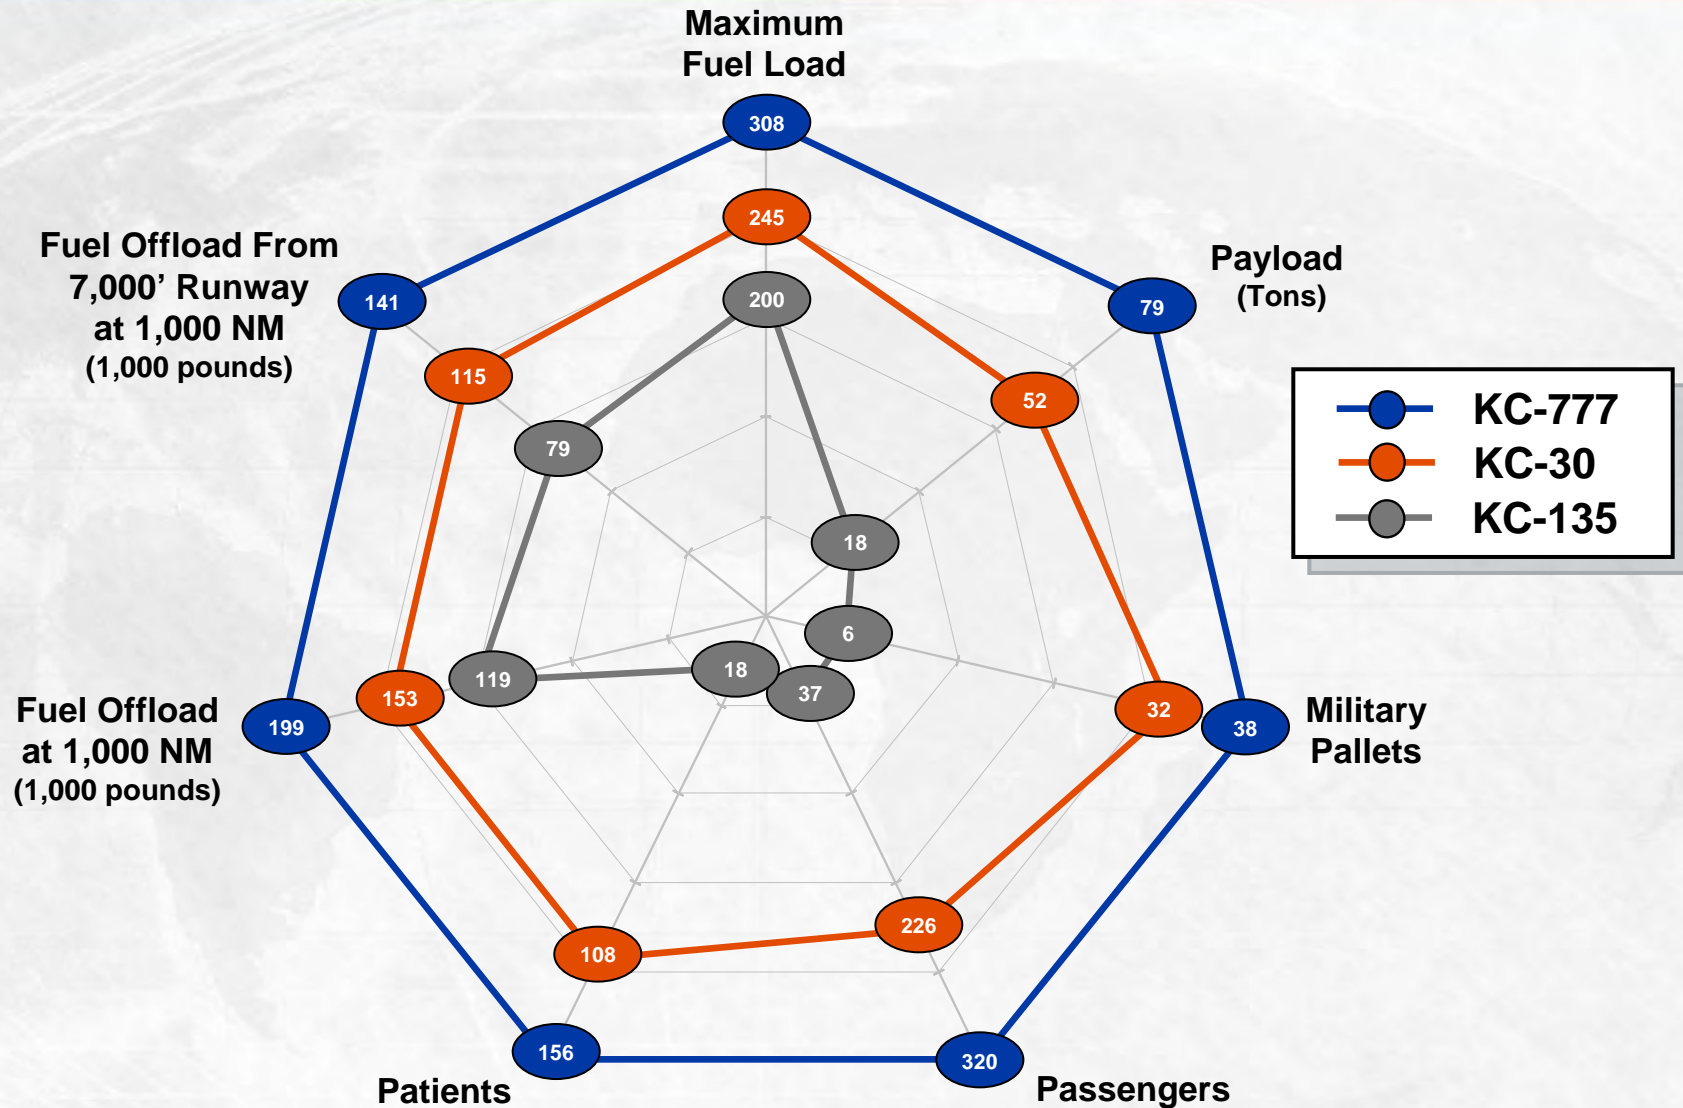 Maximum
Fuel Load
308
245
200
Fuel Offload From
7,000’ Runway
at 1,000 NM
(1,000 pounds)
141
115
79
Payload
(Tons)
79
52
18
KC-777
KC-30
KC-135
Fuel Offload
at 1,000 NM
(1,000 pounds)
199
153
119
6
32
38
Military
Pallets
18
37
108
226
156
320
Patients
Passengers